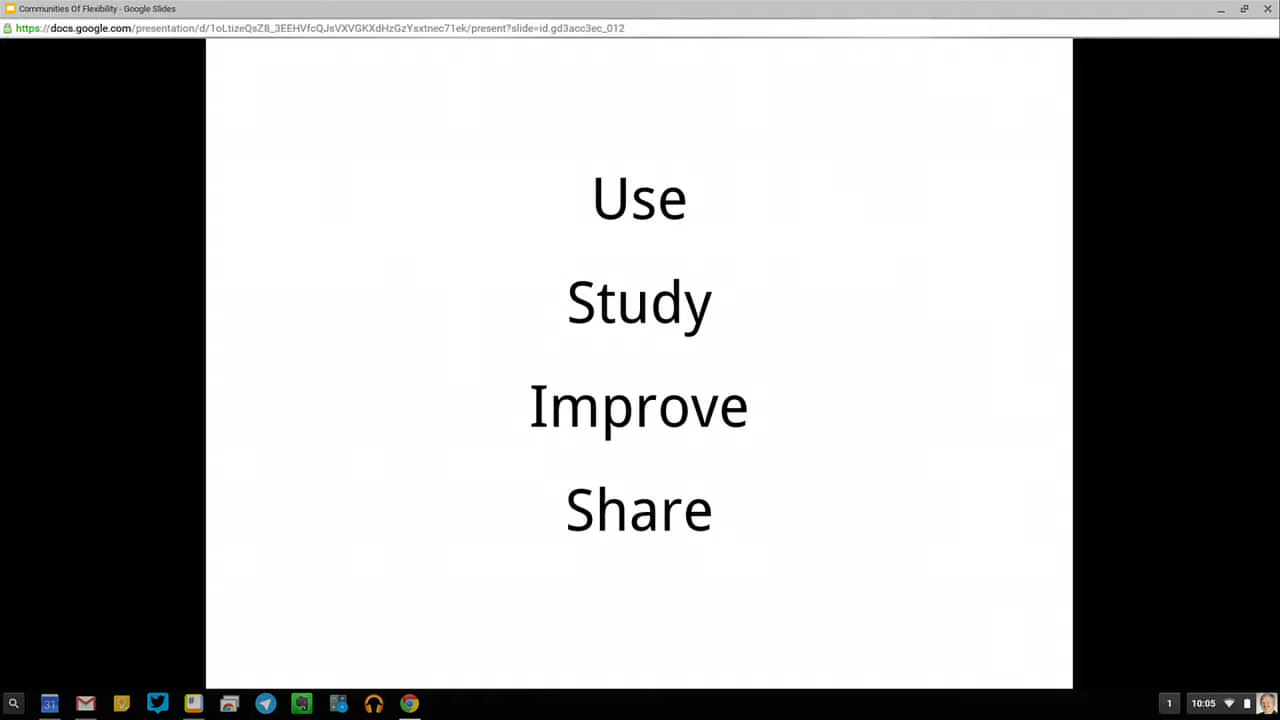 Communities Of Flexibility - Google Slides
https://docs.google.com/presentation/d/1oLtizeQsZ8_3EEHVfcQJsVXVGKXdHzGzYsxtnec71ek/present?slide=id.gd3acc3ec_012
Use
Study
Improve
Share
31
1
10:05